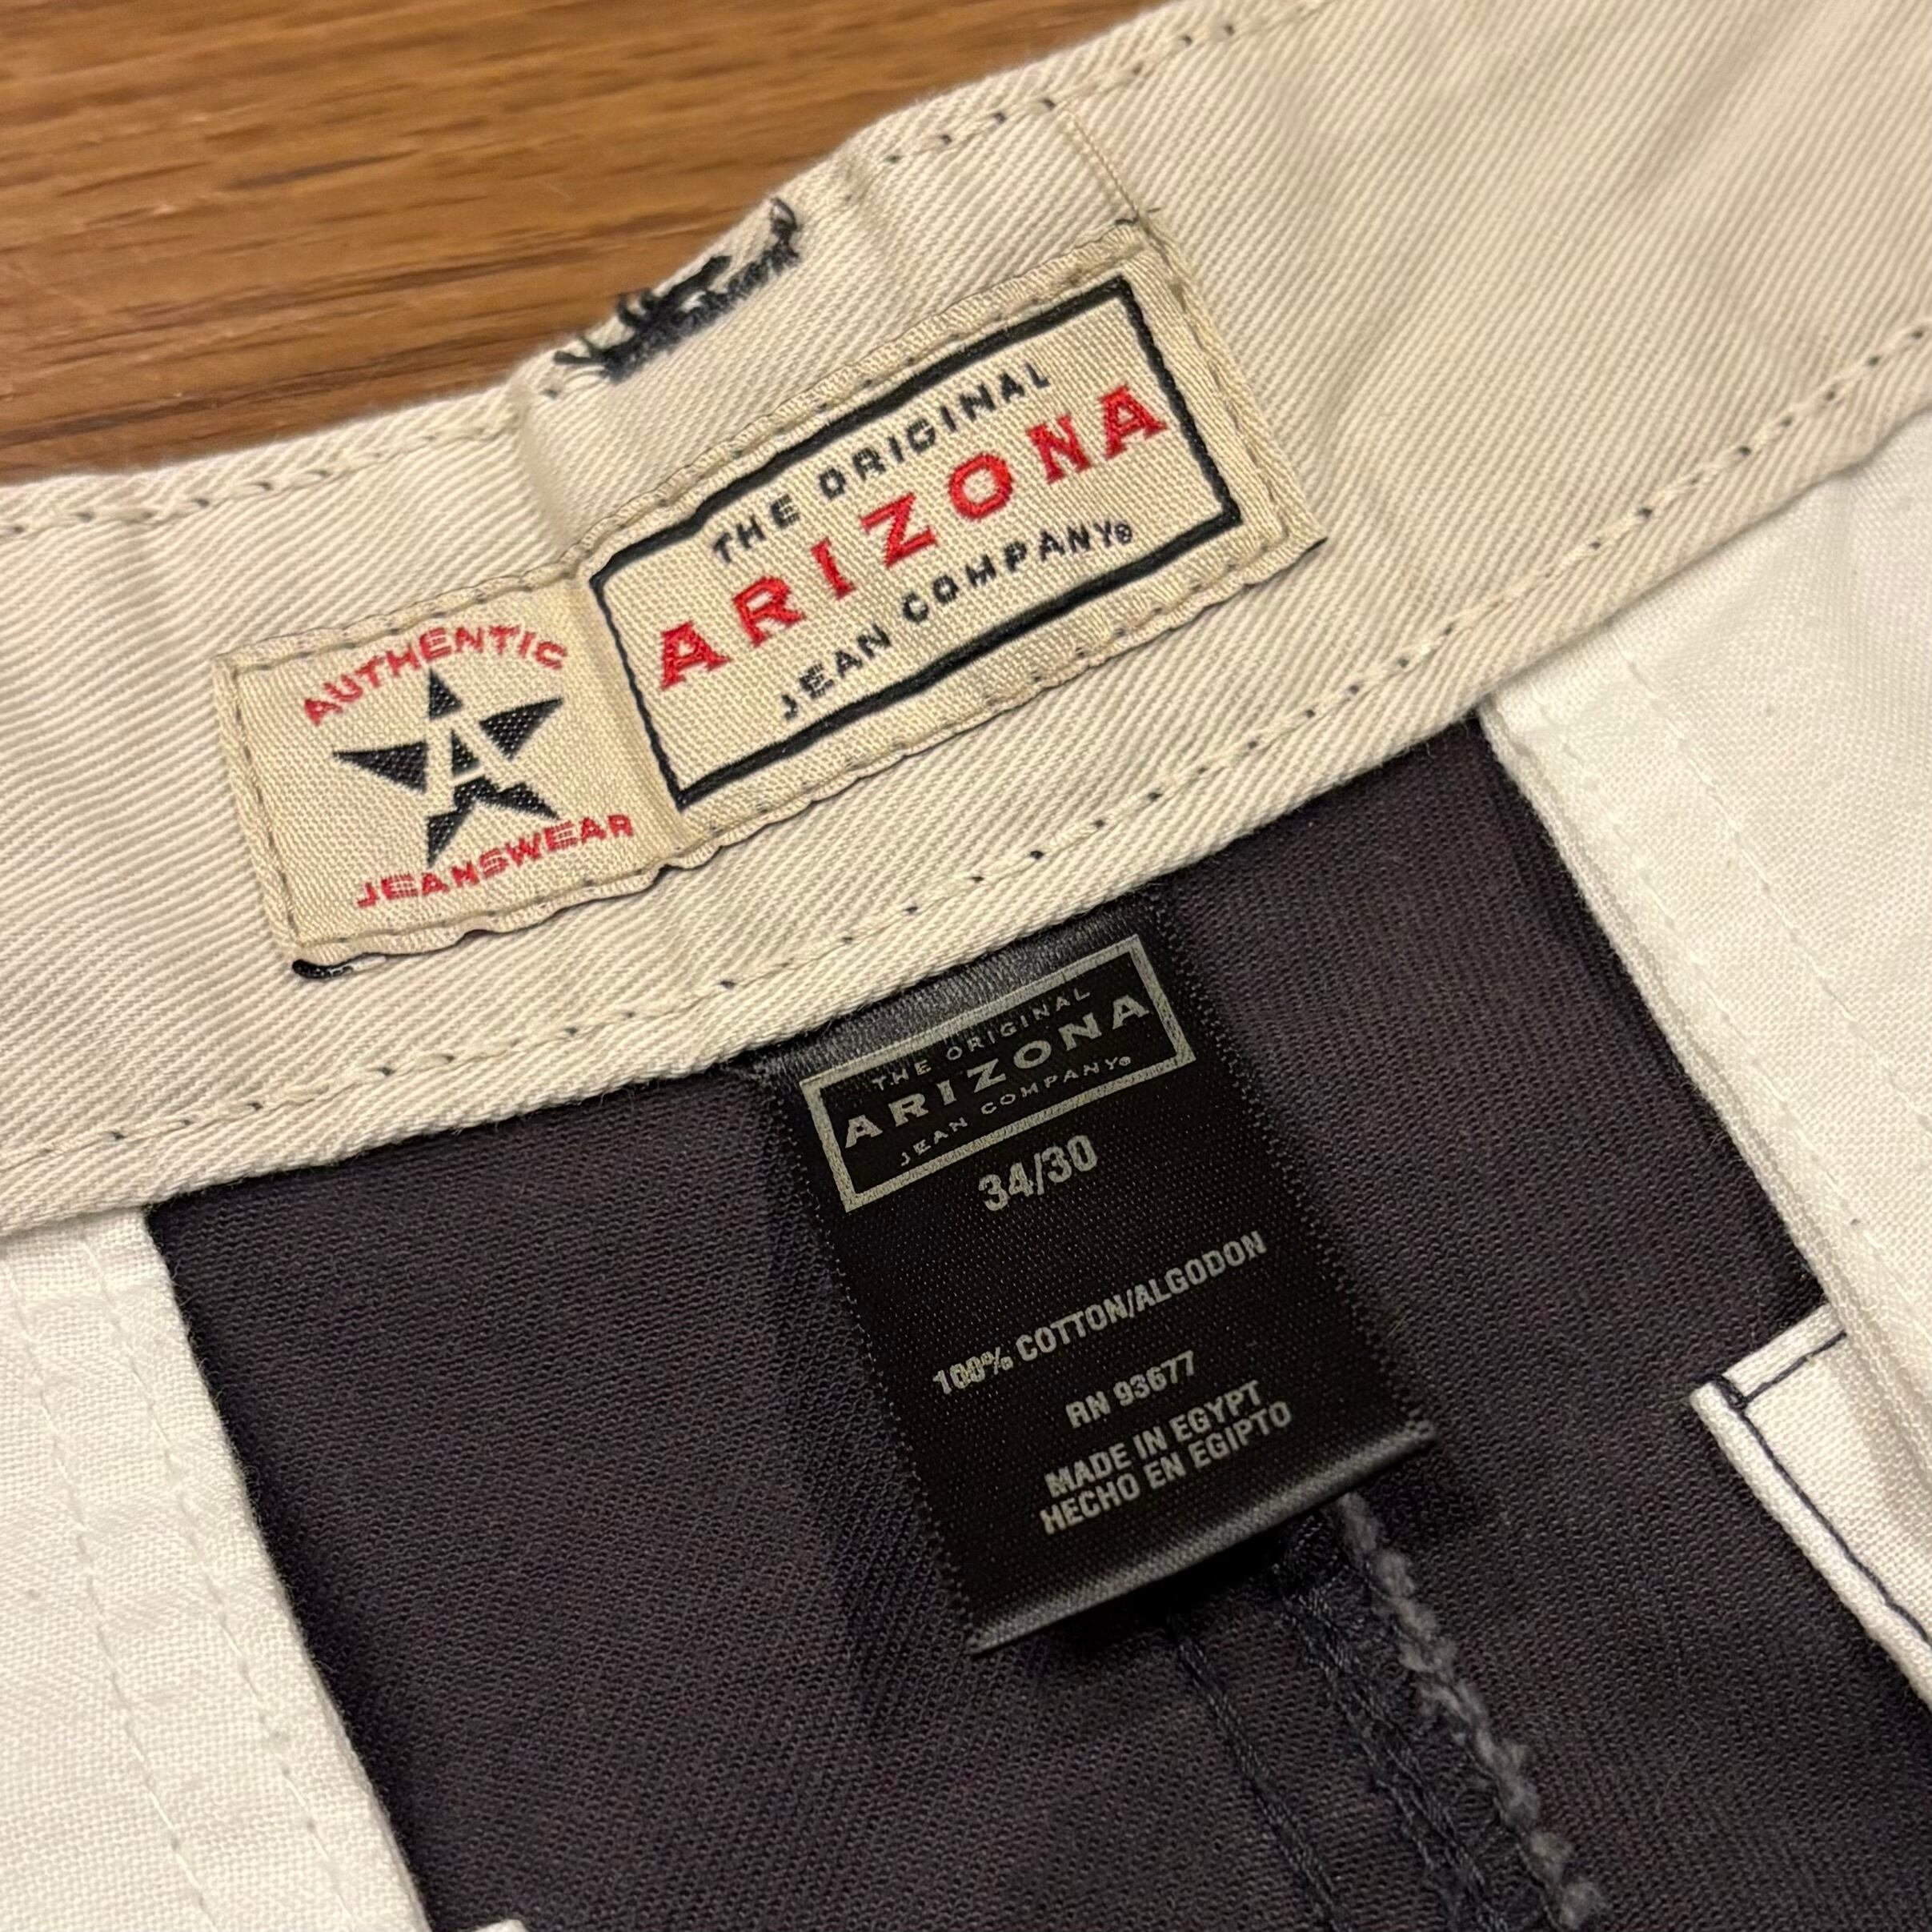 THE ORIGINAL
ARIZONA
JEAN COMPANY®
AUTHENTIC
A
JEANSWEAR
THE ORIGINAL
ARIZONA
JEAN COMPANY®
34/30
100% COTTON/ALGODON
RN 93677
MADE IN EGYPT
HECHO EN EGIPTO